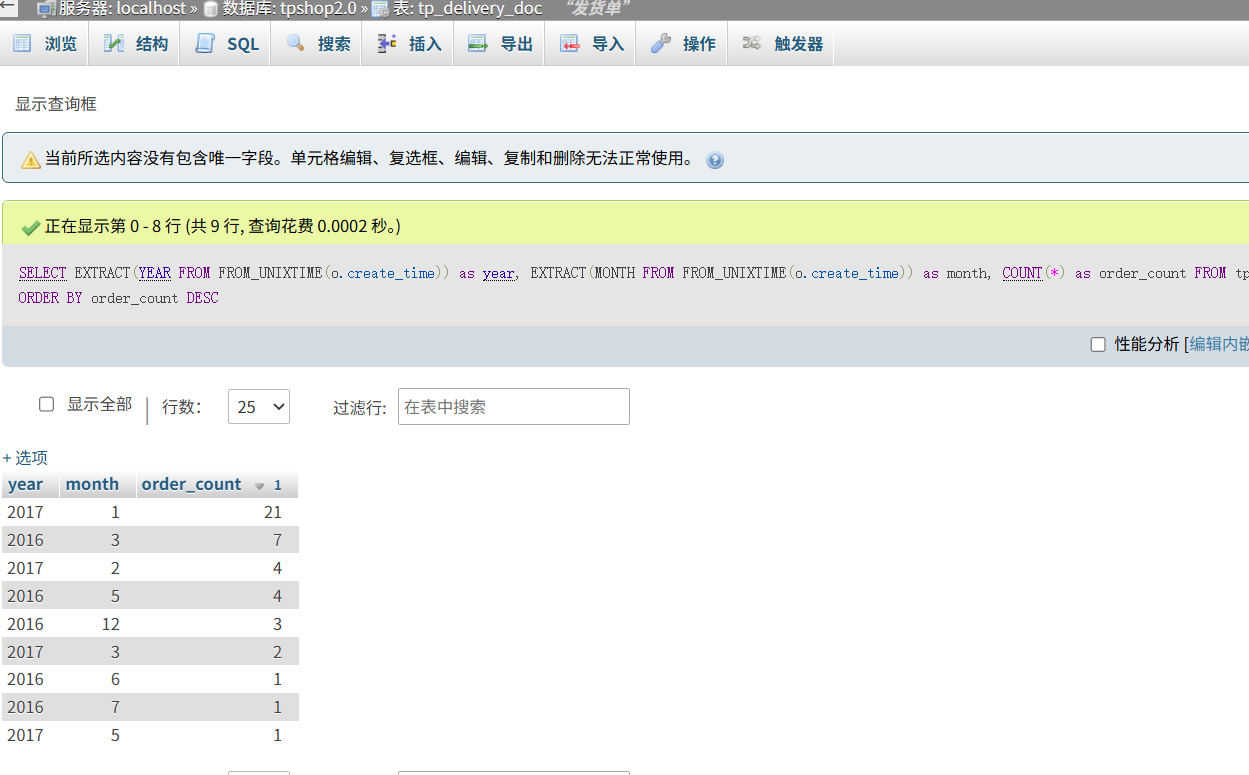 服务器: localhost » 数据库: tpshop2.0 » 表: tp_delivery_doc “发货单”
浏览 结构 SQL 搜索 插入 导出 导入 操作 触发器
显示查询框
当前所选内容没有包含唯一字段。单元格编辑、复选框、编辑、复制和删除无法正常使用。
正在显示第 0 - 8 行 (共 9 行, 查询花费 0.0002 秒。)
SELECT EXTRACT(YEAR FROM FROM_UNIXTIME(o.create_time)) as year, EXTRACT(MONTH FROM FROM_UNIXTIME(o.create_time)) as month, COUNT(*) as order_count FROM tp
ORDER BY order_count DESC
性能分析 [编辑内嵌
显示全部 行数: 25 过滤行: 在表中搜索
+ 选项
year month order_count 1
2017 1 21
2016 3 7
2017 2 4
2016 5 4
2016 12 3
2017 3 2
2016 6 1
2016 7 1
2017 5 1